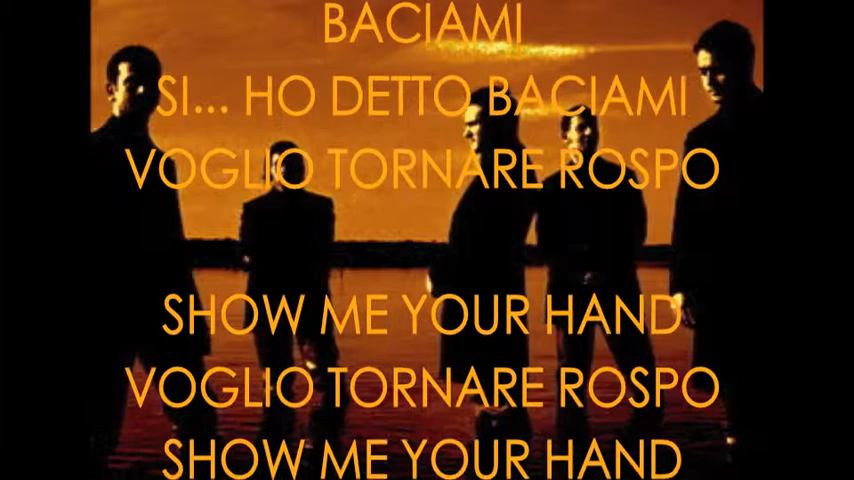 BACIAMI
SI... HO DETTO BACIAMI
VOGLIO TORNARE ROSPO
SHOW ME YOUR HAND
VOGLIO TORNARE ROSPO
SHOW ME YOUR HAND